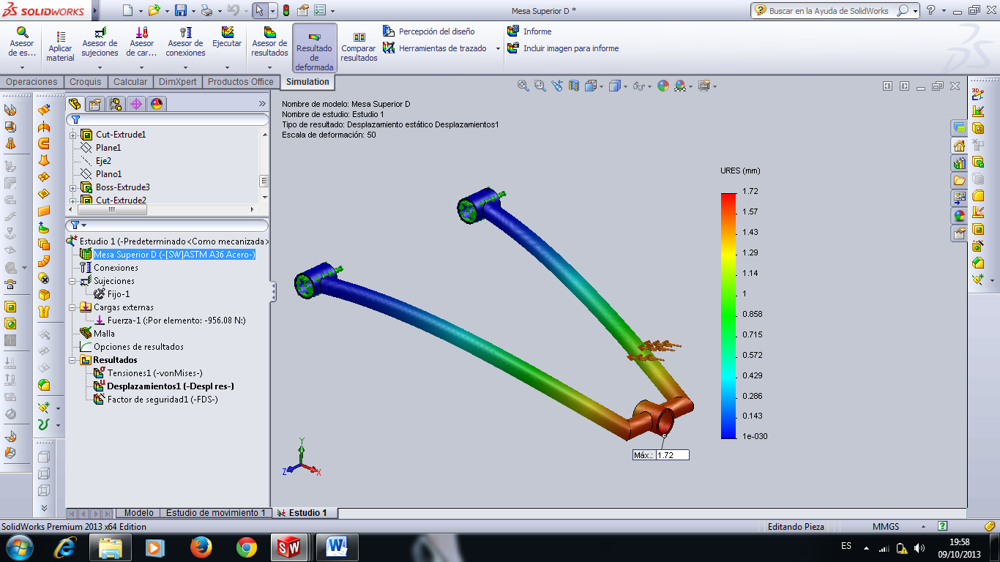 SOLIDWORKS
Mesa Superior D *
Buscar en la Ayuda de SolidWorks
Asesor de es...
Aplicar material
Asesor de sujeciones
Asesor de car...
Asesor de conexiones
Ejecutar
Asesor de resultados
Resultado de deformada
Comparar resultados
Percepción del diseño
Herramientas de trazado
Informe
Incluir imagen para informe
Operaciones
Croquis
Calcular
DimXpert
Productos Office
Simulation
Cut-Extrude1
Plane1
Eje2
Plano1
Boss-Extrude3
Cut-Extrude2
Estudio 1 (-Predeterminado<Como mecanizada>
Mesa Superior D (-[SW]ASTM A36 Acero-)
Conexiones
Sujeciones
Fijo-1
Cargas externas
Fuerza-1 (:Por elemento: -956.08 N:)
Malla
Opciones de resultados
Resultados
Tensiones1 (-vonMises-)
Desplazamientos1 (-Despl res-)
Factor de seguridad1 (-FDS-)
Nombre de modelo: Mesa Superior D
Nombre de estudio: Estudio 1
Tipo de resultado: Desplazamiento estático Desplazamientos1
Escala de deformación: 50
URES (mm)
1.72
1.57
1.43
1.29
1.14
1
0.858
0.715
0.572
0.429
0.286
0.143
1e-030
Máx.: 1.72
Y
Z
X
Modelo
Estudio de movimiento 1
Estudio 1
SolidWorks Premium 2013 x64 Edition
Editando Pieza
MMGS
ES
19:58
09/10/2013